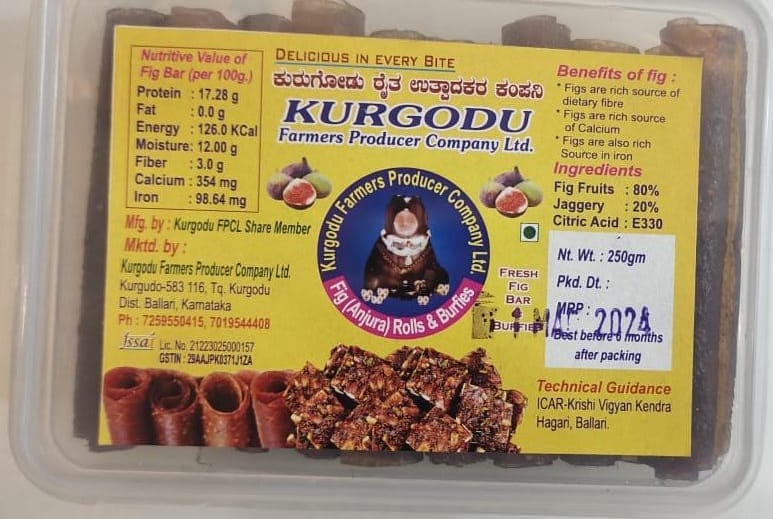 Nutritive Value of
Fig Bar (per 100g.)
Protein : 17.28 g
Fat : 0.0 g
Energy : 126.0 KCal
Moisture: 12.00 g
Fiber : 3.0 g
Calcium : 354 mg
Iron : 98.64 mg
Mfg. by : Kurgodu FPCL Share Member
Mktd. by :
Kurgodu Farmers Producer Company Ltd.
Kurgudo-583 116, Tq. Kurgodu
Dist. Ballari, Karnataka
Ph : 7259550415, 7019544408
fssai Lic. No. 21223025000157
GSTIN : 29AAJPK0371J1ZA
DELICIOUS IN EVERY BITE
ಕುರುಗೋಡು ರೈತ ಉತ್ಪಾದಕರ ಕಂಪನಿ
KURGODU
Farmers Producer Company Ltd.
Kurgodu Farmers Producer Company Ltd.
Fig (Anjura) Rolls & Burfies
FRESH
FIG
BAR
BURFIES
Benefits of fig :
* Figs are rich source of
dietary fibre
* Figs are rich source
of Calcium
* Figs are also rich
Source in iron
Ingredients
Fig Fruits : 80%
Jaggery : 20%
Citric Acid : E330
Nt. Wt. : 250gm
Pkd. Dt. :
MRP :
2024
Best before 6 months
after packing
Technical Guidance
ICAR-Krishi Vigyan Kendra
Hagari, Ballari.